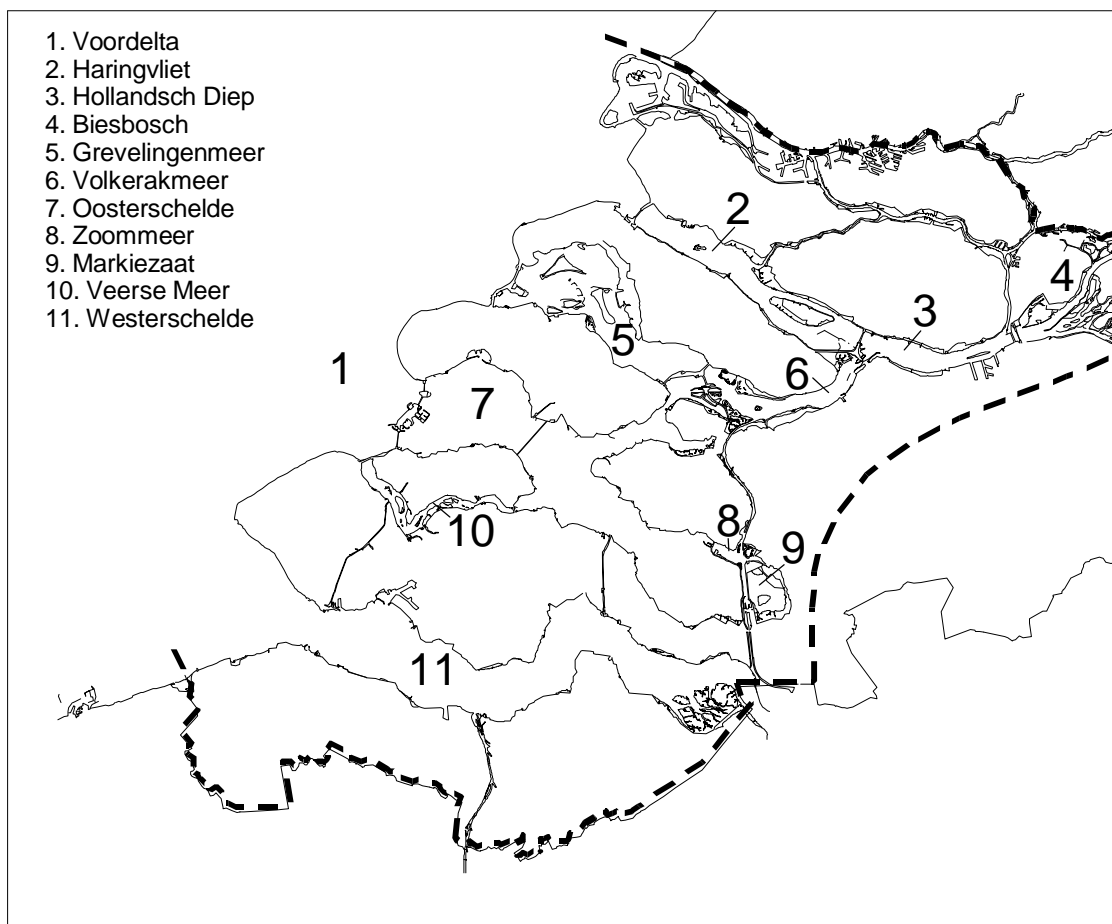 1. Voordelta
2. Haringvliet
3. Hollandsch Diep
4. Biesbosch
5. Grevelingenmeer
6. Volkerakmeer
7. Oosterschelde
8. Zoommeer
9. Markiezaat
10. Veerse Meer
11. Westerschelde
2
4
3
5
1
6
7
8
10
9
11